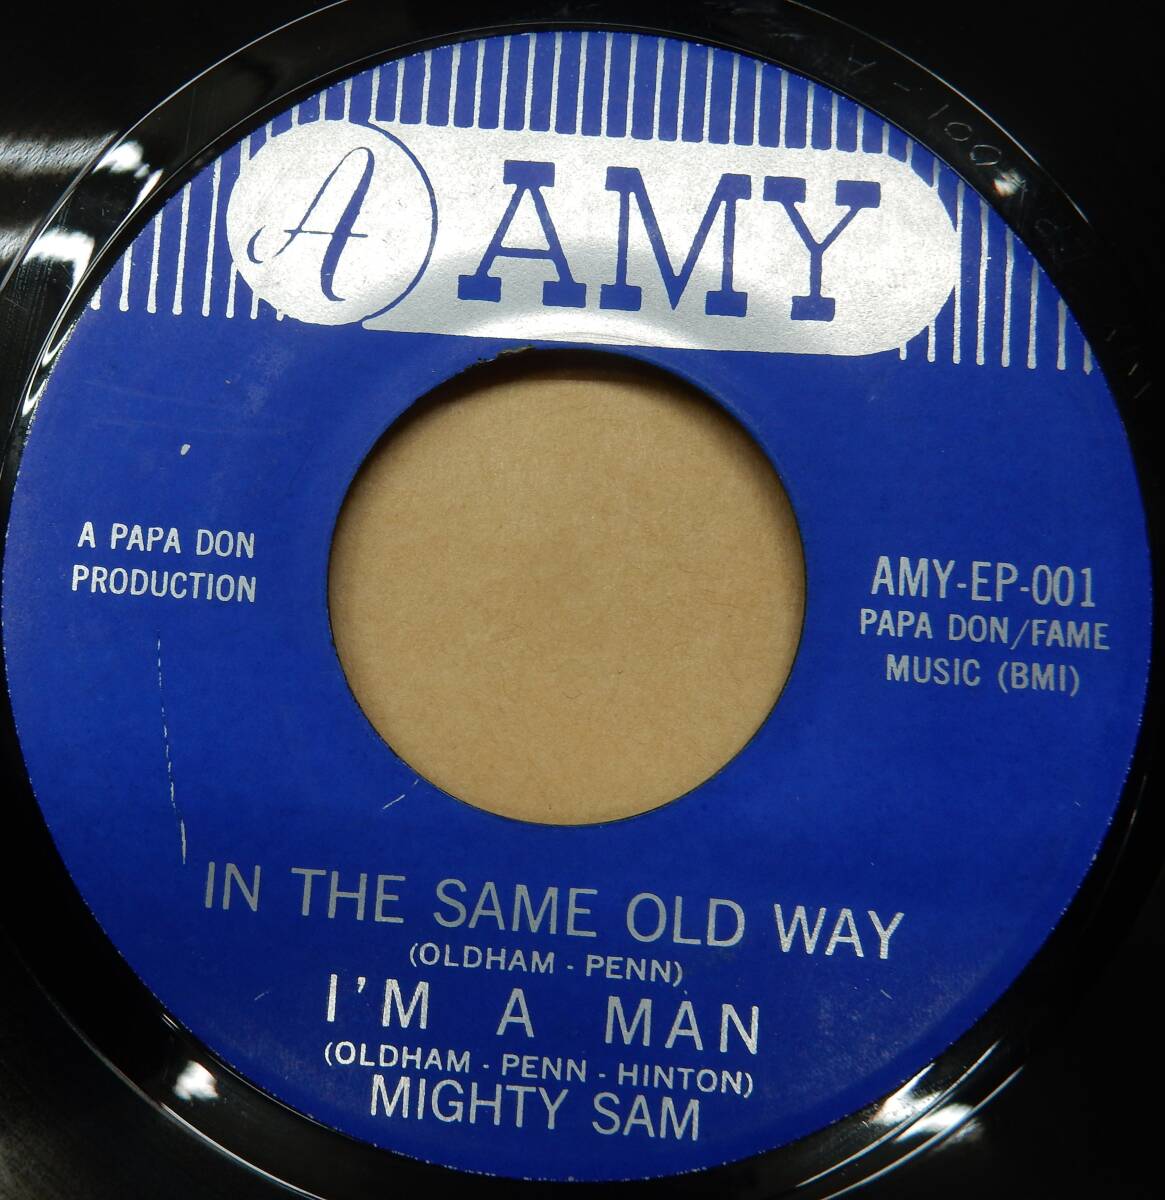 A AMY
A PAPA DON
PRODUCTION
AMY-EP-001
PAPA DON/FAME
MUSIC (BMI)
IN THE SAME OLD WAY
(OLDHAM - PENN)
I'M A MAN
(OLDHAM - PENN - HINTON)
MIGHTY SAM